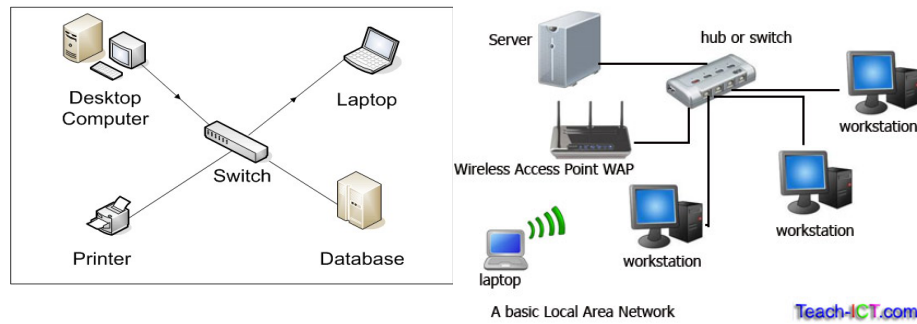 Desktop
Computer
Laptop
Switch
Printer
Database
Server
hub or switch
workstation
Wireless Access Point WAP
workstation
workstation
laptop
A basic Local Area Network
Teach-ICT.com